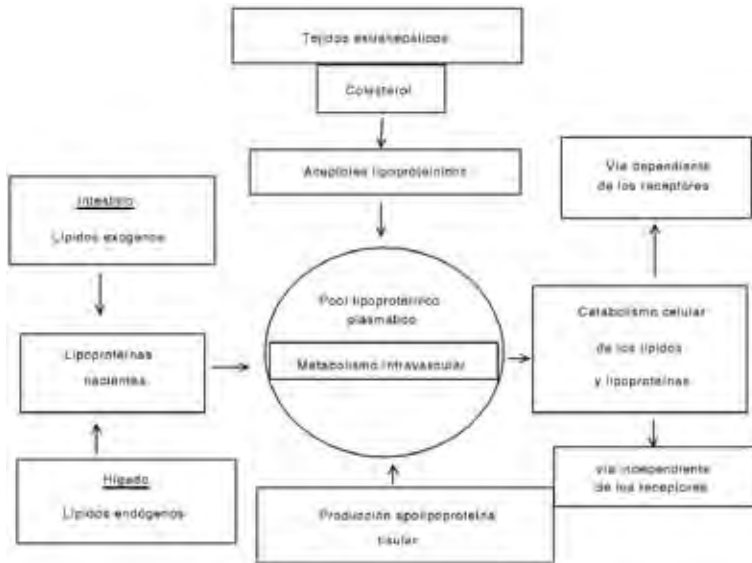 Tejidos extrahepáticos
Colesterol
Aceptores lipoproteínicos
Vía dependiente
de los receptores
Intestino
Lípidos exógenos
Pool lipoproteínico
plasmático
Metabolismo intravascular
Catabolismo celular
de los lípidos
y lipoproteínas
Lipoproteínas
nacientes
Hígado
Lípidos endógenos
Producción apolipoproteína
tisular
vía independiente
de los receptores